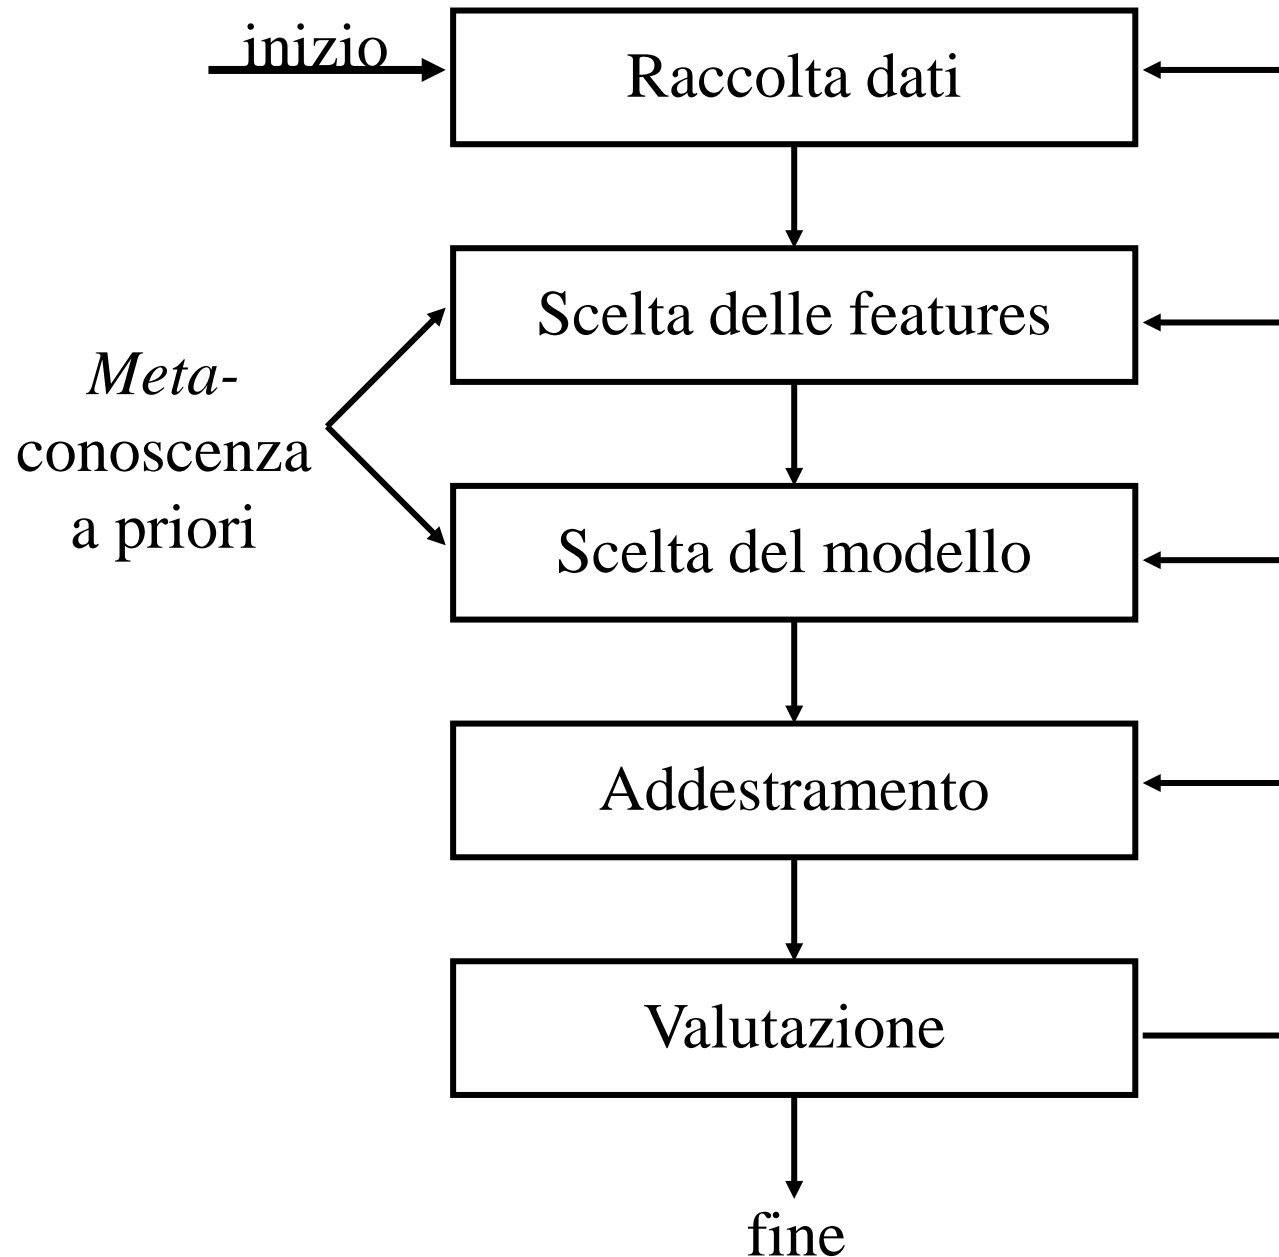 inizio
Raccolta dati
Scelta delle features
Meta-
conoscenza
a priori
Scelta del modello
Addestramento
Valutazione
fine